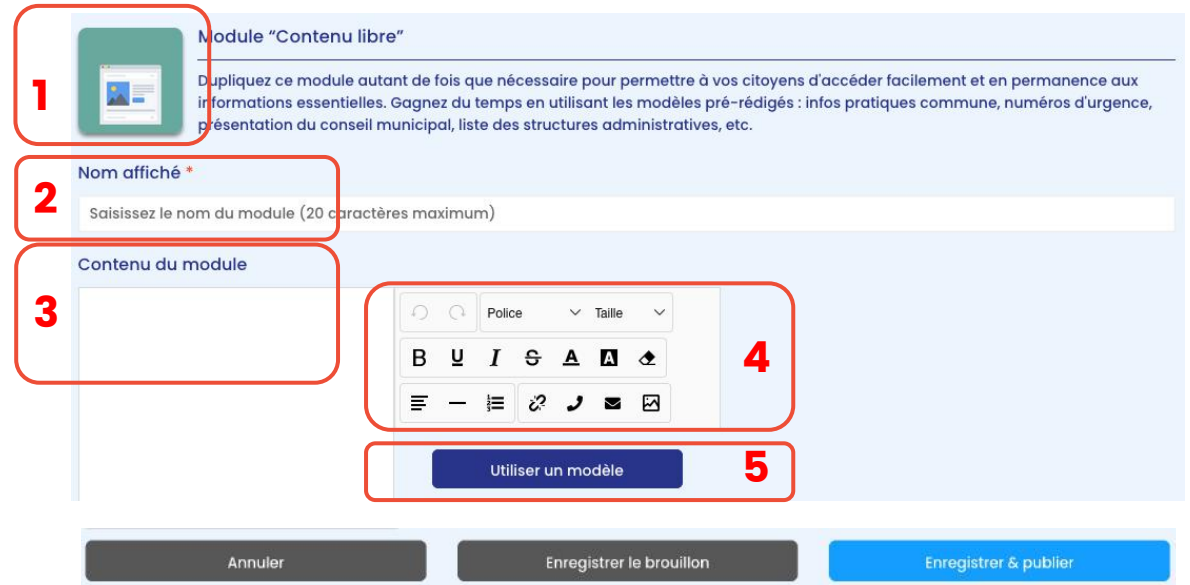 1
Module “Contenu libre”
Dupliquez ce module autant de fois que nécessaire pour permettre à vos citoyens d'accéder facilement et en permanence aux
informations essentielles. Gagnez du temps en utilisant les modèles pré-rédigés : infos pratiques commune, numéros d'urgence,
présentation du conseil municipal, liste des structures administratives, etc.
2
Nom affiché *
Saisissez le nom du module (20 caractères maximum)
3
Contenu du module
Police Taille
B U I S A A
4
Utiliser un modèle
5
Annuler Enregistrer le brouillon Enregistrer & publier